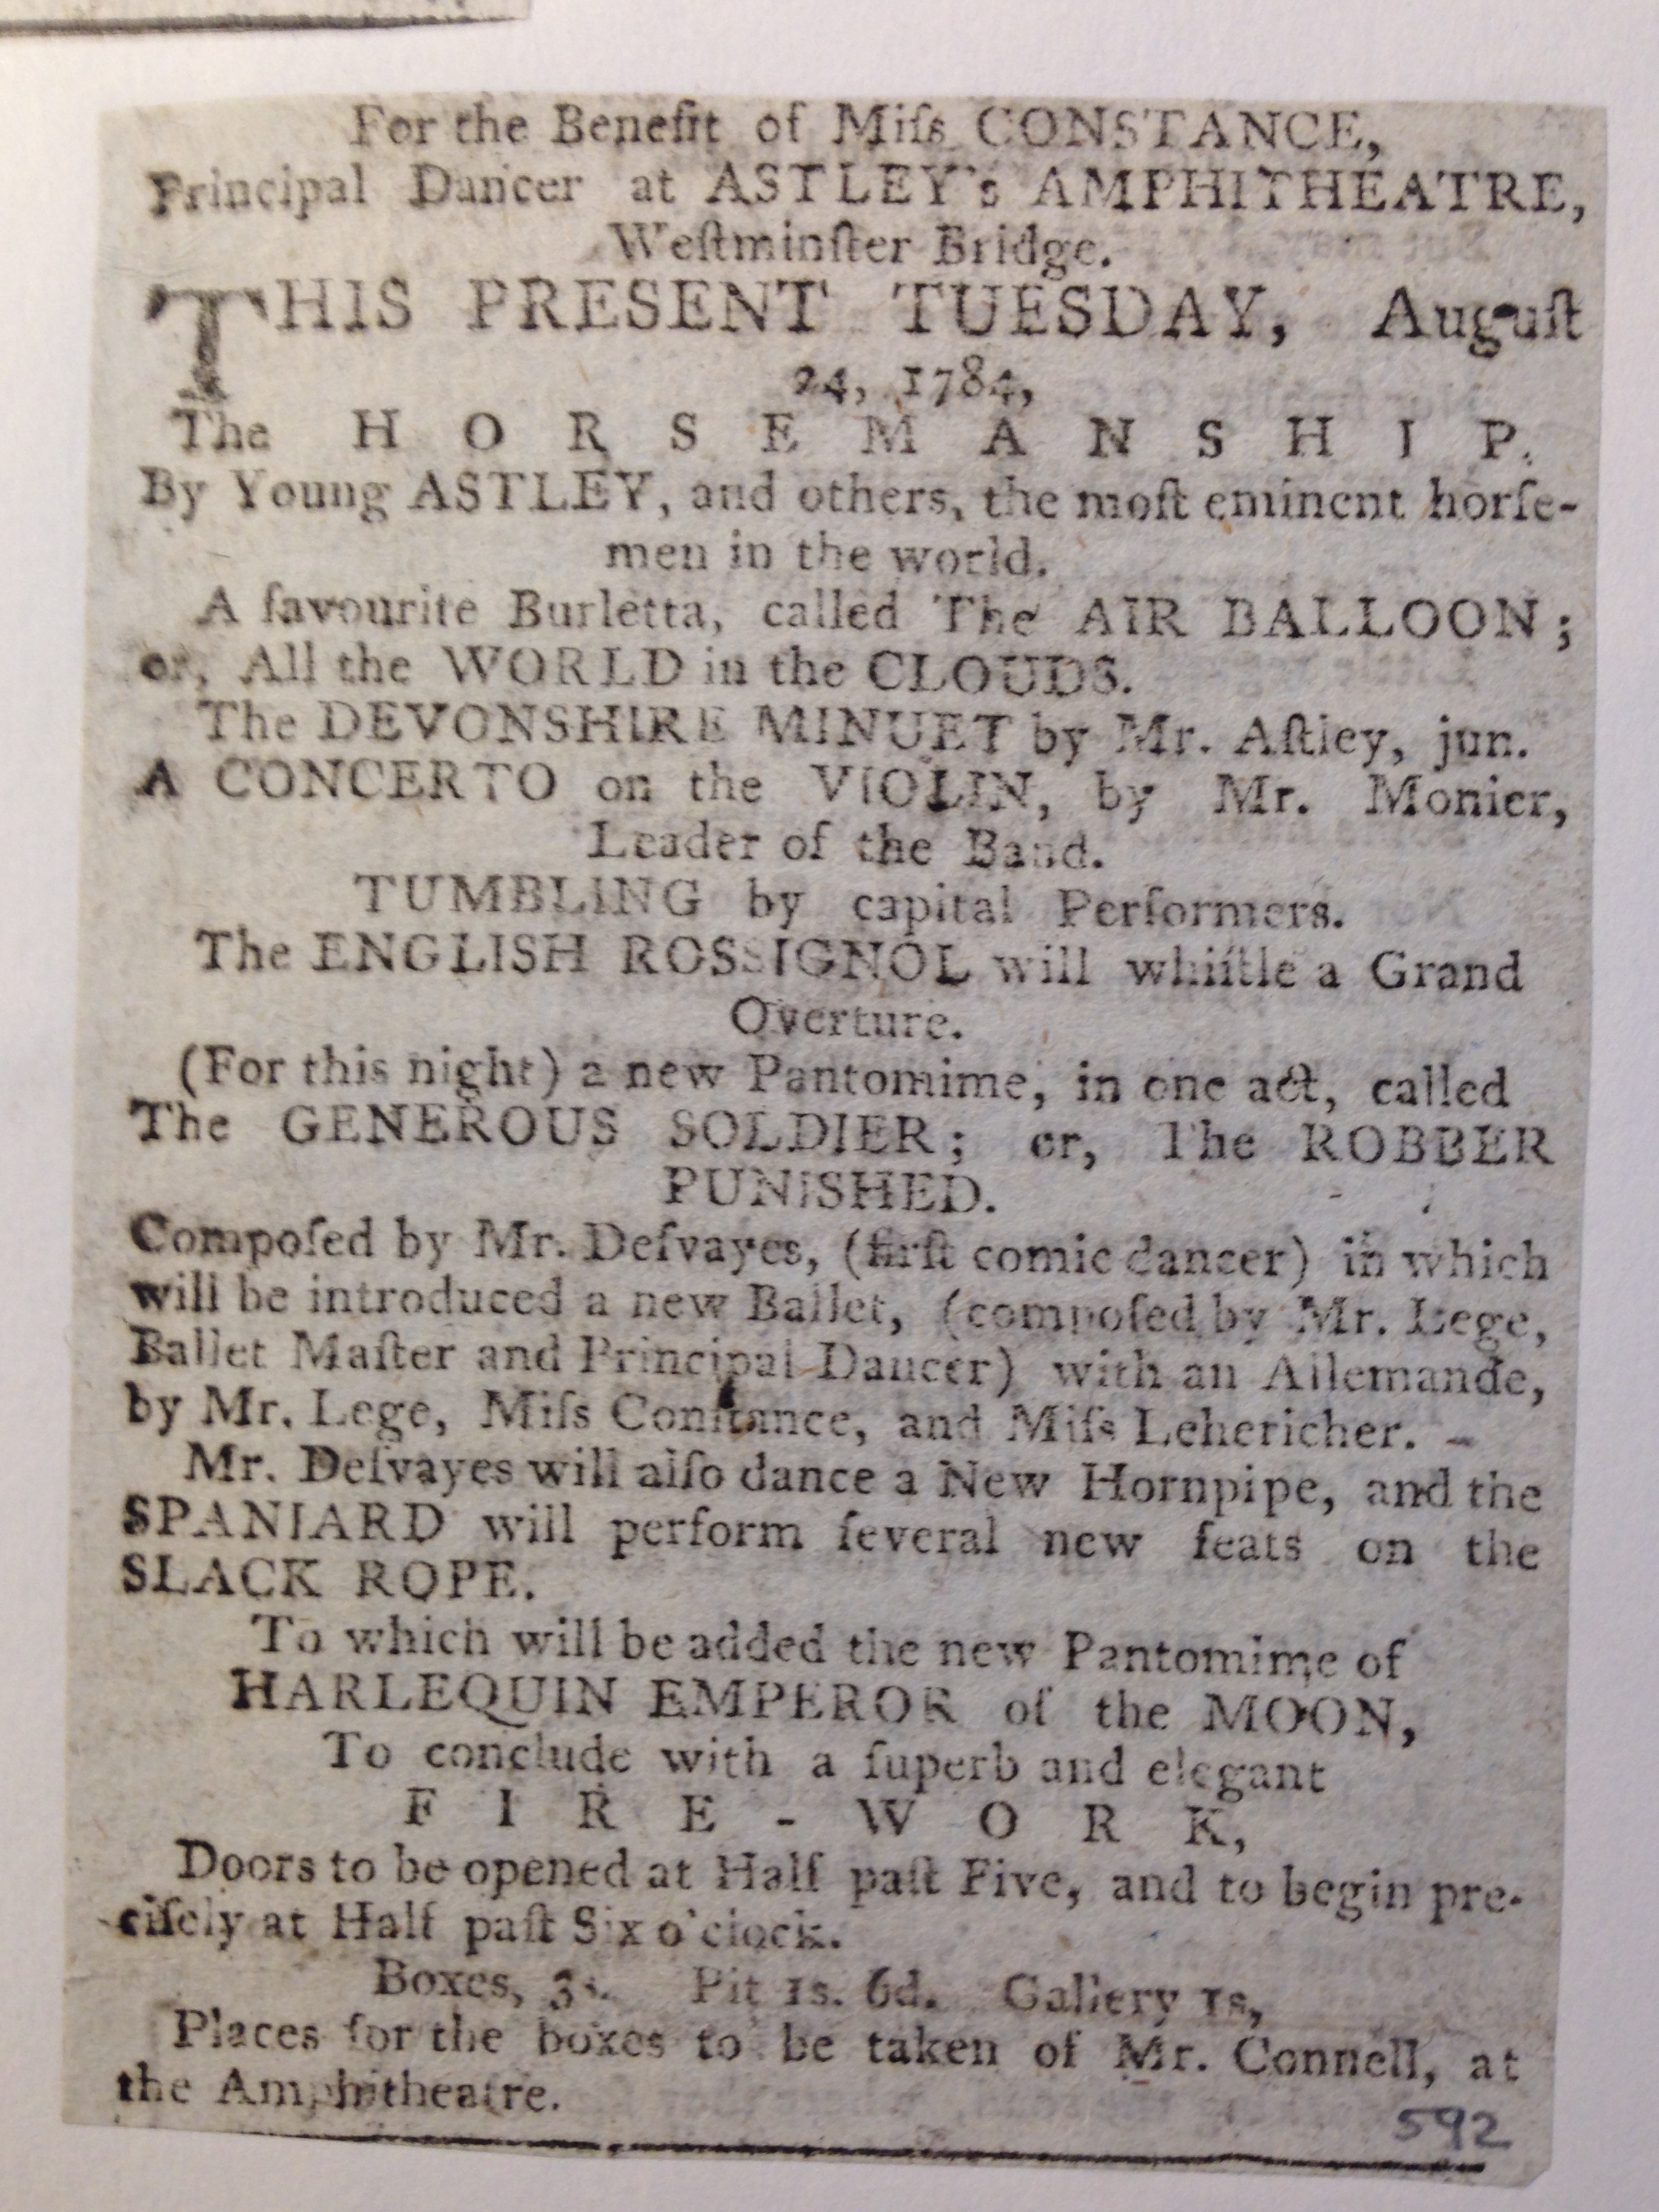 For the Benefit of Miſs CONSTANCE,
Principal Dancer at ASTLEY's AMPHITHEATRE,
Weſtminſter Bridge.
THIS PRESENT TUESDAY, Auguſt
24, 1784,
The HORSEMANSHIP.
By Young ASTLEY, and others, the moſt eminent horſe-
men in the world.
A favourite Burletta, called The AIR BALLOON;
or, All the WORLD in the CLOUDS.
The DEVONSHIRE MINUET by Mr. Aſtley, jun.
A CONCERTO on the VIOLIN, by Mr. Monier,
Leader of the Band.
TUMBLING by capital Performers.
The ENGLISH ROSSIGNOL will whiſtle a Grand
Overture.
(For this night) a new Pantomime, in one act, called
The GENEROUS SOLDIER; or, The ROBBER
PUNISHED.
Compoſed by Mr. Deſvayes, (firſt comic dancer) in which
will be introduced a new Ballet, (compoſed by Mr. Lege,
Ballet Maſter and Principal Dancer) with an Allemande,
by Mr. Lege, Miſs Conſtance, and Miſs Lehericher. -
Mr. Deſvayes will alſo dance a New Hornpipe, and the
SPANIARD will perform ſeveral new feats on the
SLACK ROPE.
To which will be added the new Pantomime of
HARLEQUIN EMPEROR of the MOON,
To conclude with a ſuperb and elegant
FIRE-WORK,
Doors to be opened at Half paſt Five, and to begin pre-
ciſely at Half paſt Six o'clock.
Boxes, 3s. Pit 1s. 6d. Gallery 1s,
Places for the boxes to be taken of Mr. Connell, at
the Amphitheatre.
592